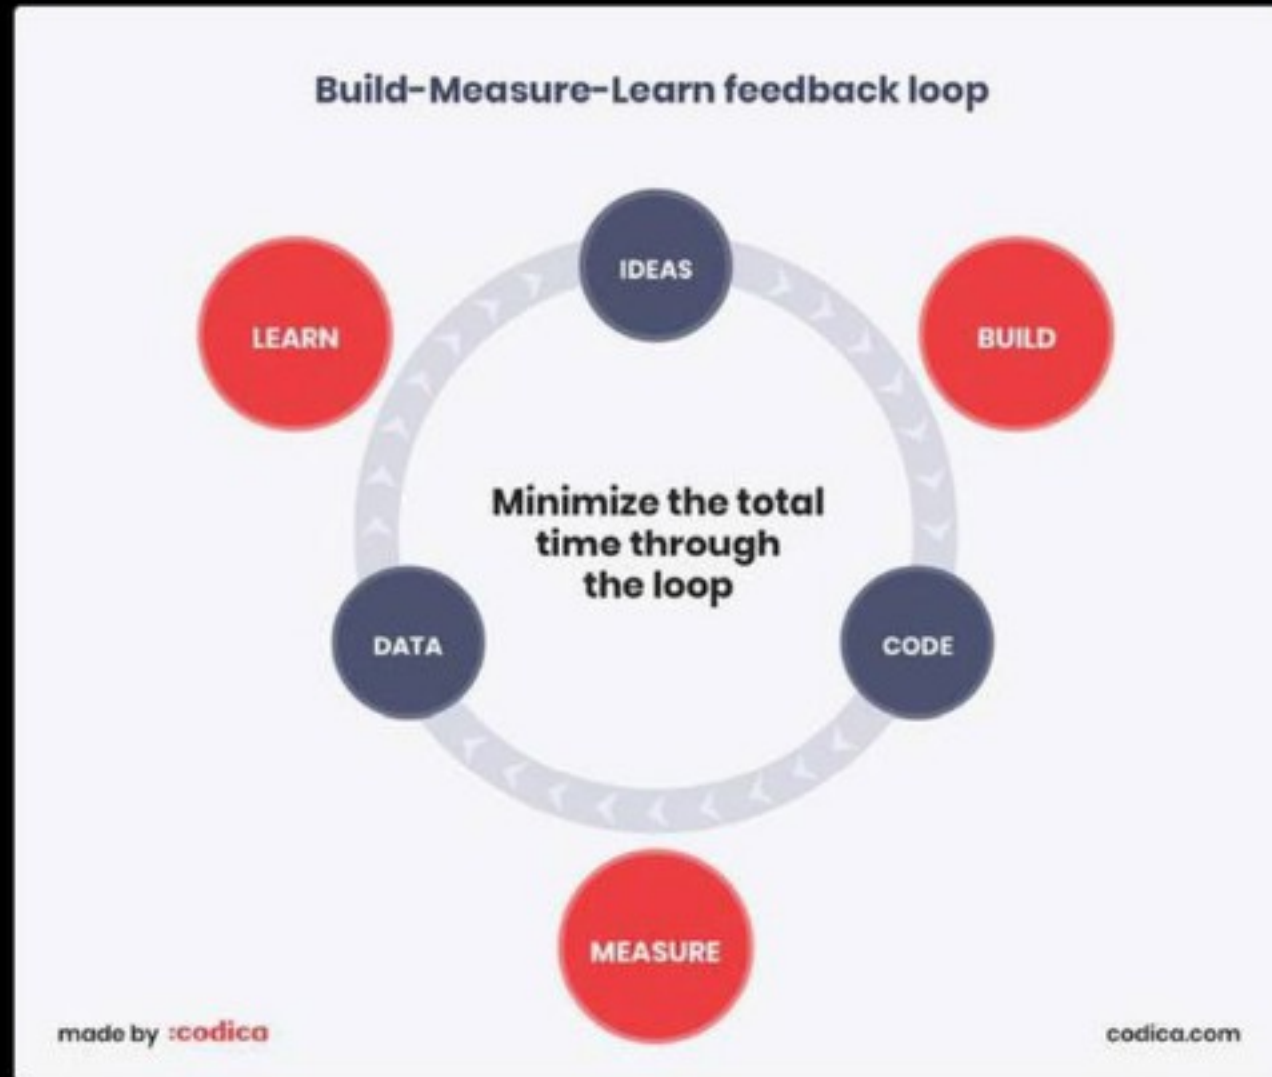 Build-Measure-Learn feedback loop
IDEAS
LEARN
BUILD
Minimize the total
time through
the loop
DATA
CODE
MEASURE
made by :codica
codica.com